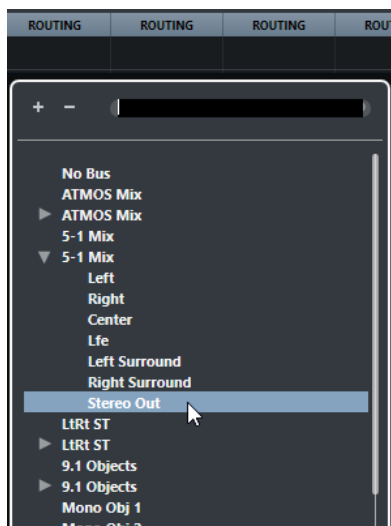 ROUTING ROUTING ROUTING
+ −
No Bus
ATMOS Mix
ATMOS Mix
5-1 Mix
5-1 Mix
Left
Right
Center
Lfe
Left Surround
Right Surround
Stereo Out
LtRt ST
LtRt ST
9.1 Objects
9.1 Objects
Mono Obj 1